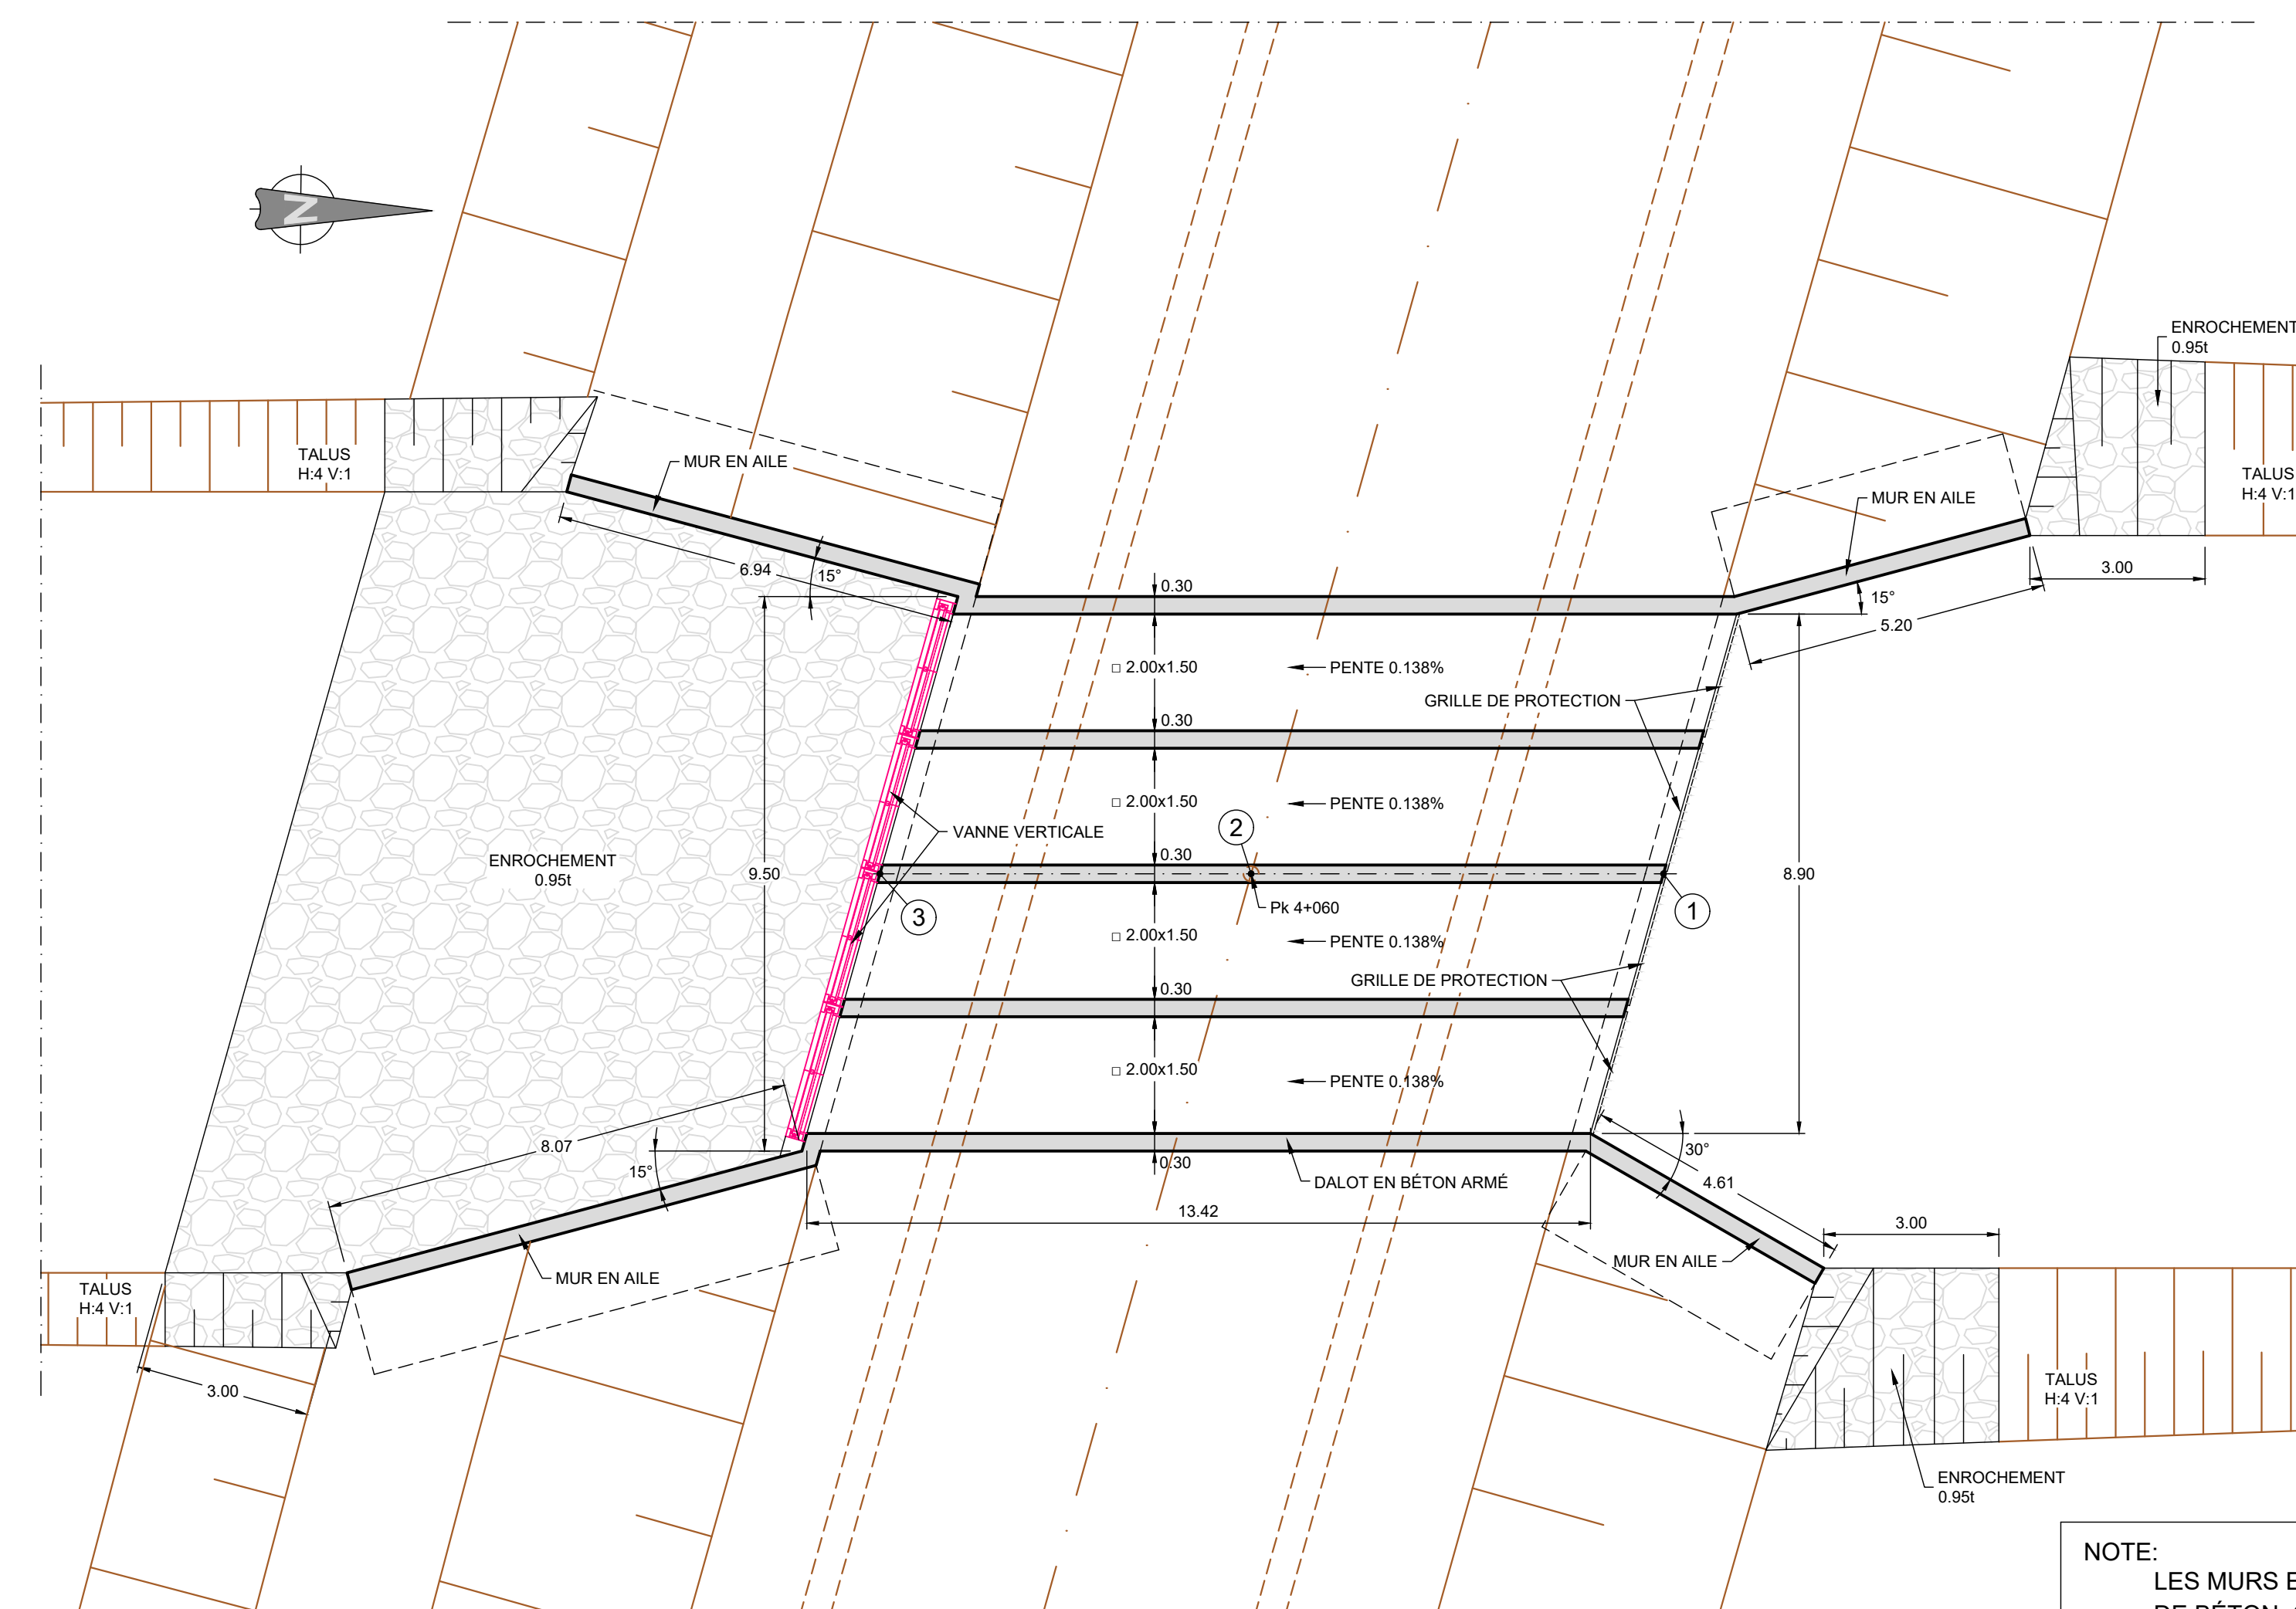 N
ENROCHEMENT
0.95t
TALUS
H:4 V:1
MUR EN AILE
TALUS
H:4 V:1
MUR EN AILE
6.94
15°
0.30
3.00
15°
5.20
□ 2.00x1.50
PENTE 0.138%
GRILLE DE PROTECTION
0.30
□ 2.00x1.50
PENTE 0.138%
2
VANNE VERTICALE
ENROCHEMENT
0.95t
9.50
0.30
8.90
3
Pk 4+060
1
□ 2.00x1.50
PENTE 0.138%
GRILLE DE PROTECTION
0.30
□ 2.00x1.50
PENTE 0.138%
8.07
15°
0.30
30°
4.61
DALOT EN BÉTON ARMÉ
13.42
3.00
MUR EN AILE
MUR EN AILE
TALUS
H:4 V:1
3.00
TALUS
H:4 V:1
ENROCHEMENT
0.95t
NOTE:
LES MURS